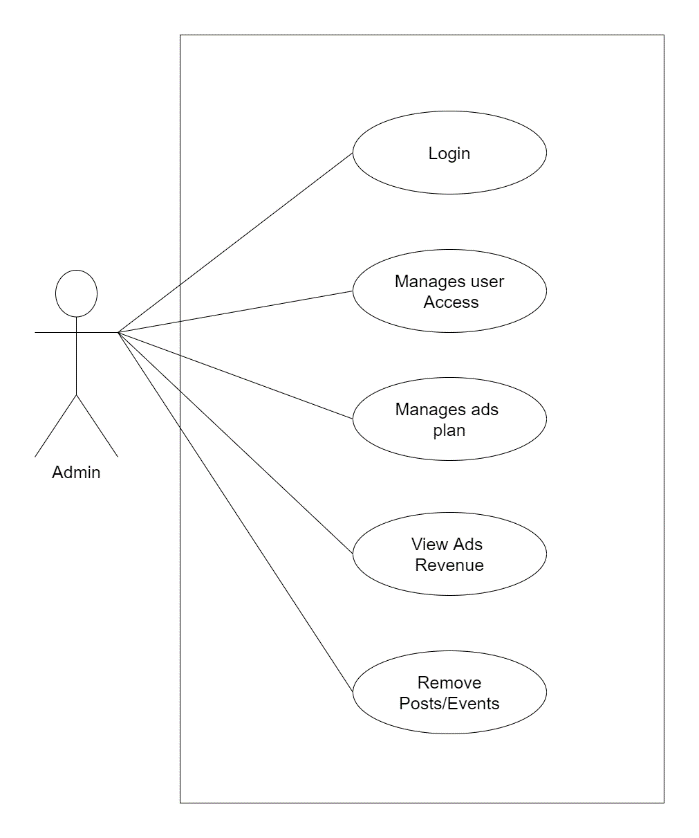 Login
Manages user
Access
Manages ads
plan
Admin
View Ads
Revenue
Remove
Posts/Events